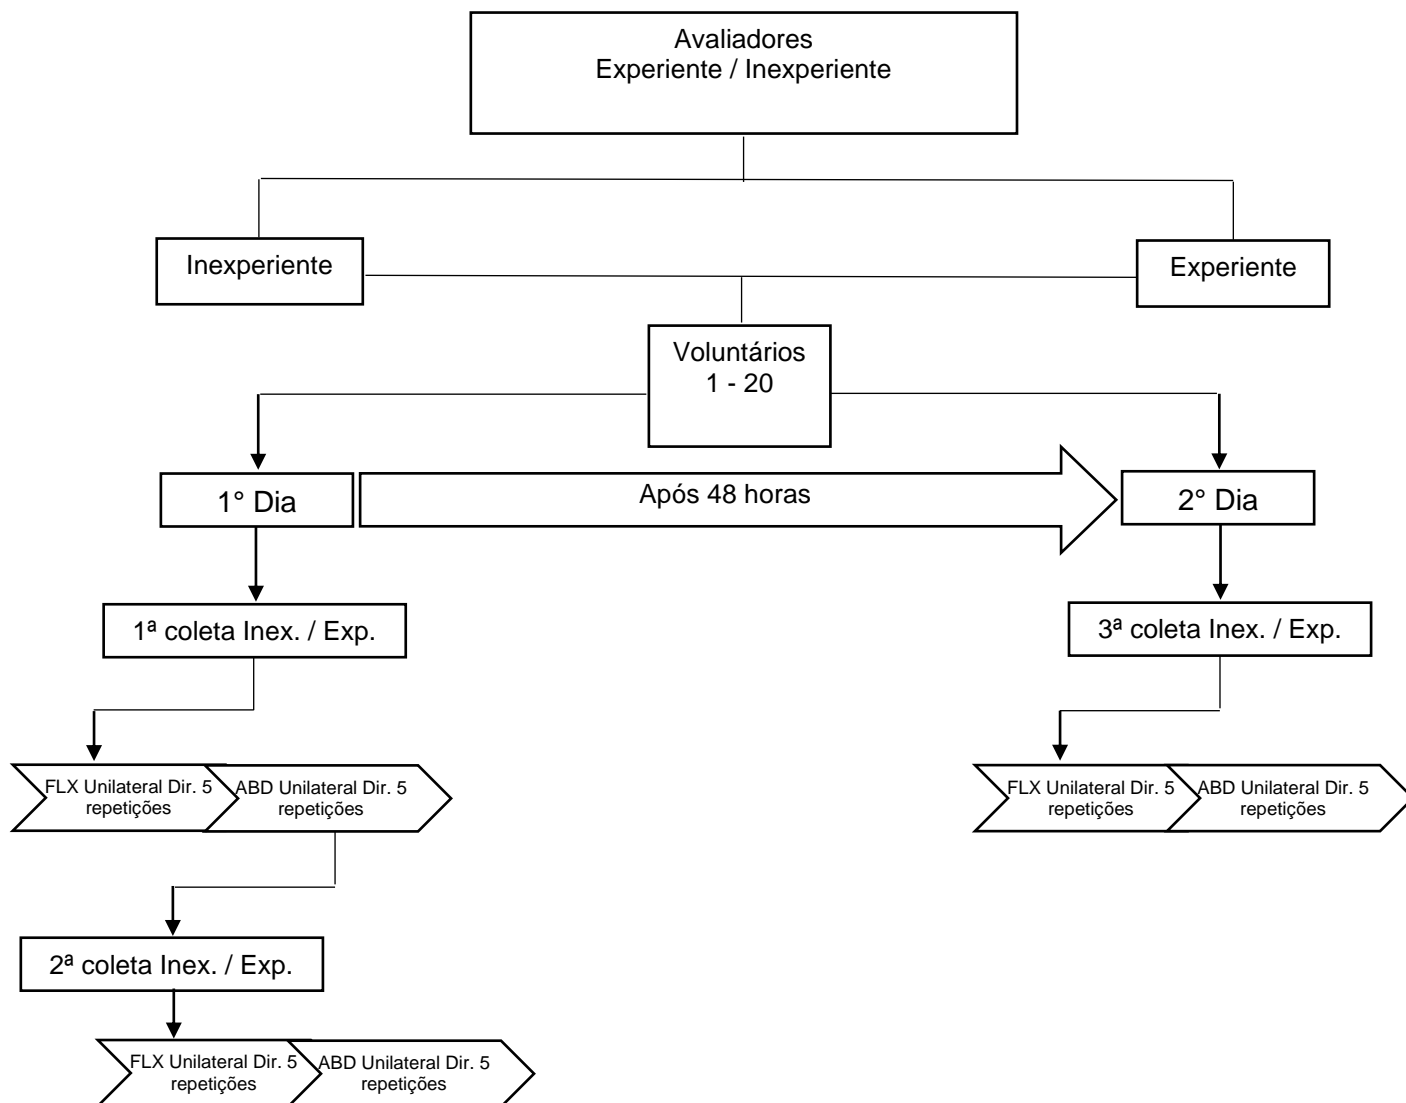 Avaliadores
Experiente / Inexperiente
Inexperiente
Experiente
Voluntários
1 - 20
1° Dia
Após 48 horas
2° Dia
1ª coleta Inex. / Exp.
3ª coleta Inex. / Exp.
FLX Unilateral Dir. 5
repetições
ABD Unilateral Dir. 5
repetições
FLX Unilateral Dir. 5
repetições
ABD Unilateral Dir. 5
repetições
2ª coleta Inex. / Exp.
FLX Unilateral Dir. 5
repetições
ABD Unilateral Dir. 5
repetições